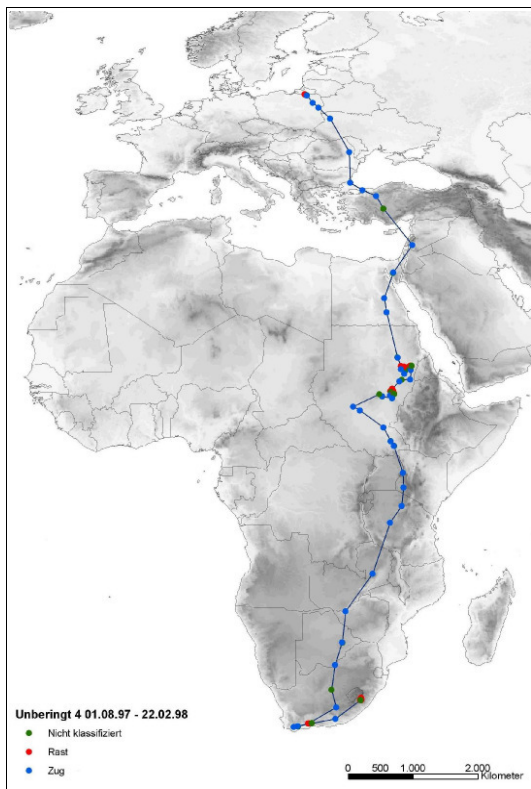 Unberingt 4 01.08.97 - 22.02.98
Nicht klassifiziert
Rast
Zug
0 500 1.000 2.000
Kilometer